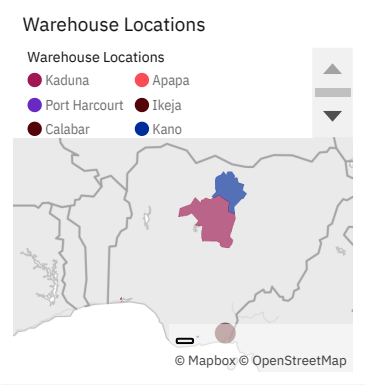 Warehouse Locations
Warehouse Locations
Kaduna Apapa
Port Harcourt Ikeja
Calabar Kano
© Mapbox © OpenStreetMap